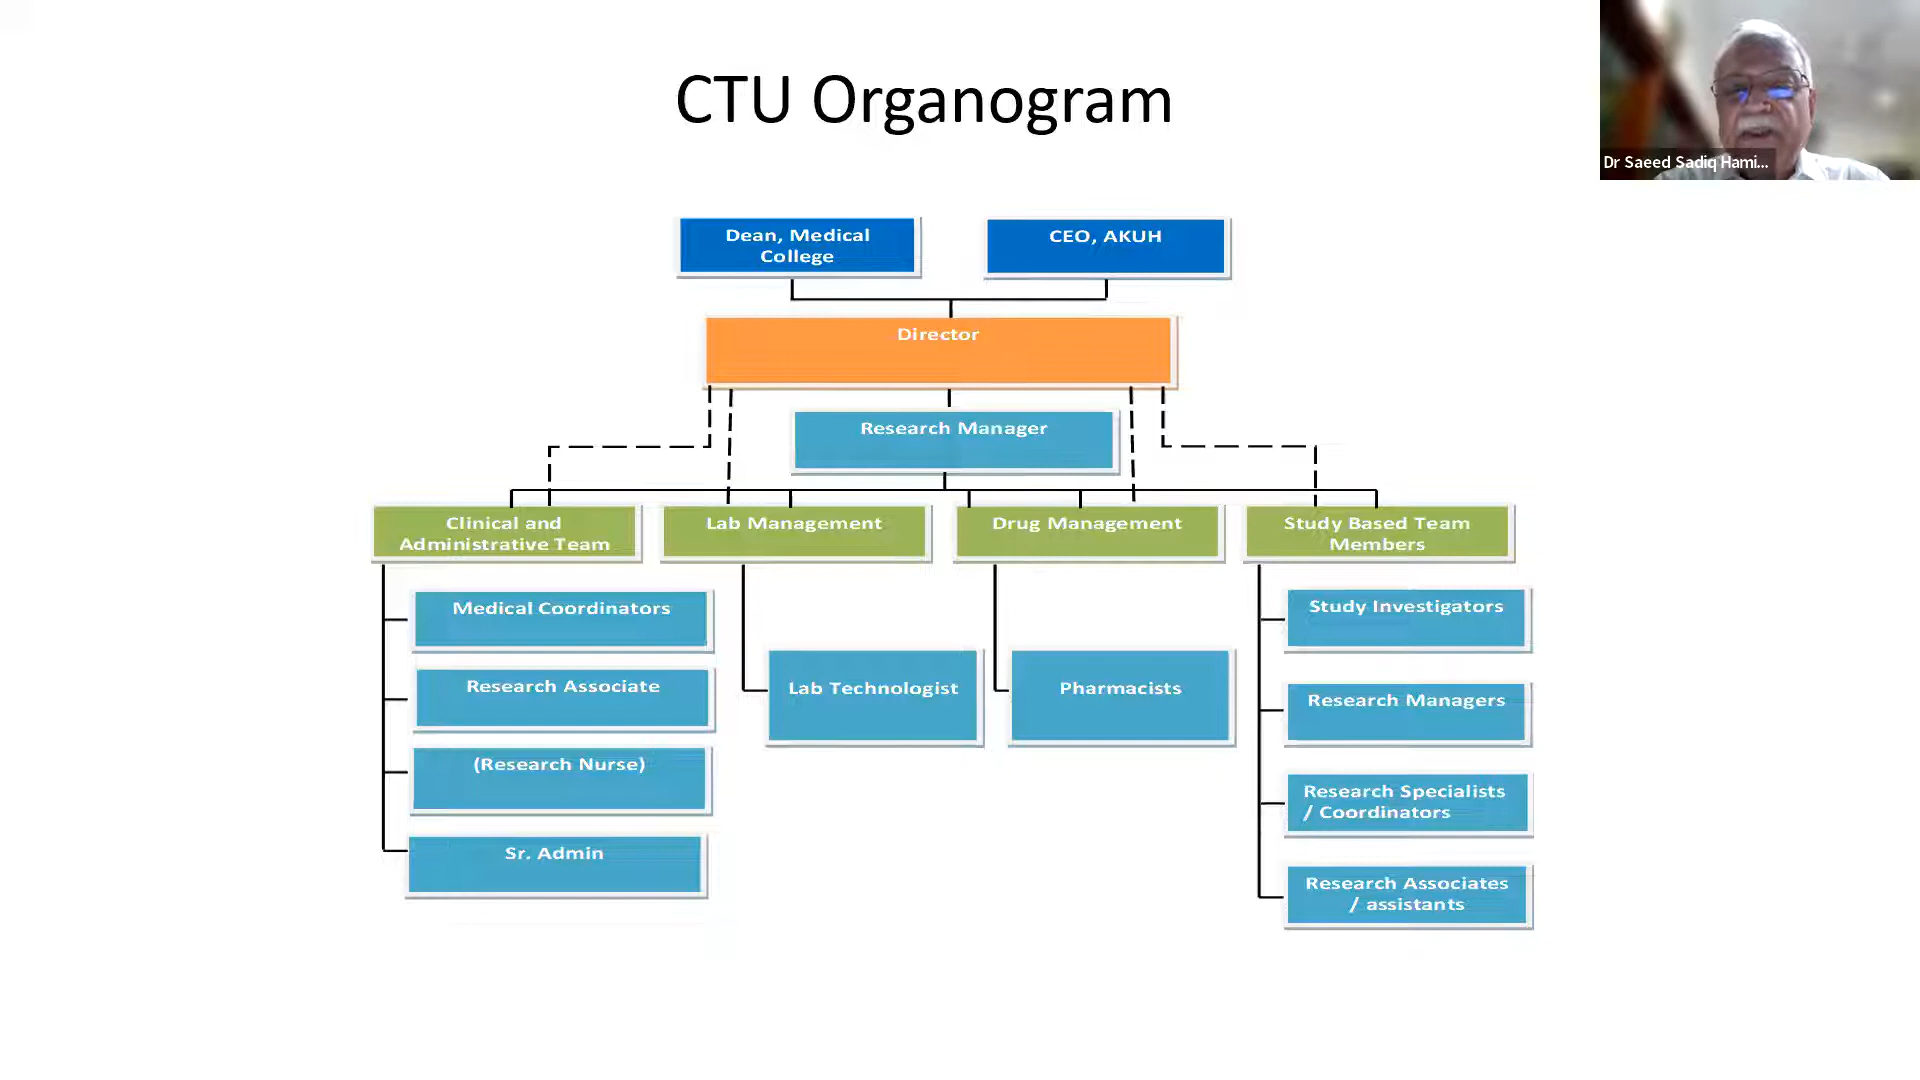 CTU Organogram
Dr Saeed Sadiq Hami...
Dean, Medical
College
CEO, AKUH
Director
Research Manager
Clinical and
Administrative Team
Lab Management
Drug Management
Study Based Team
Members
Medical Coordinators
Research Associate
(Research Nurse)
Sr. Admin
Lab Technologist
Pharmacists
Study Investigators
Research Managers
Research Specialists
/ Coordinators
Research Associates
/ assistants